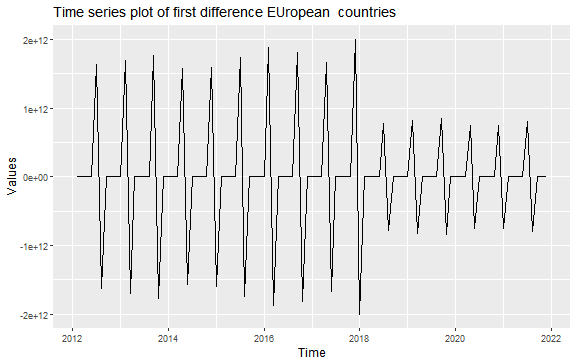 Time series plot of first difference EUropean  countries
2e+12
1e+12
0e+00
-1e+12
-2e+12
Values
2012 2014 2016 2018 2020 2022
Time